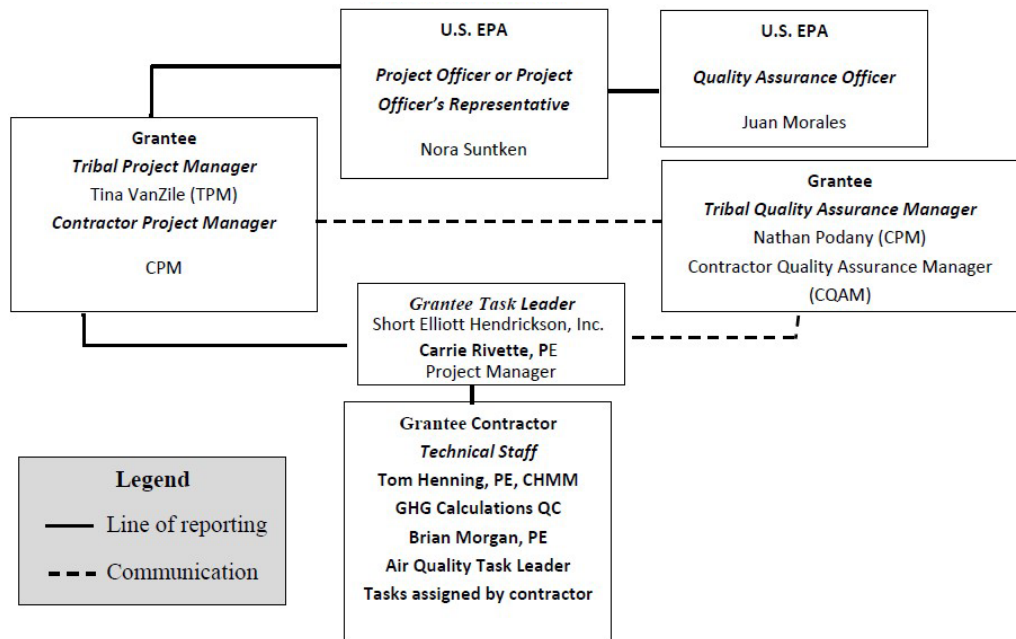 U.S. EPA
Project Officer or Project
Officer's Representative
Nora Suntken
U.S. EPA
Quality Assurance Officer
Juan Morales
Grantee
Tribal Project Manager
Tina VanZile (TPM)
Contractor Project Manager
CPM
Grantee
Tribal Quality Assurance Manager
Nathan Podany (CPM)
Contractor Quality Assurance Manager
(CQAM)
Grantee Task Leader
Short Elliott Hendrickson, Inc.
Carrie Rivette, PE
Project Manager
Grantee Contractor
Technical Staff
Tom Henning, PE, CHMM
GHG Calculations QC
Brian Morgan, PE
Air Quality Task Leader
Tasks assigned by contractor
Legend
Line of reporting
Communication